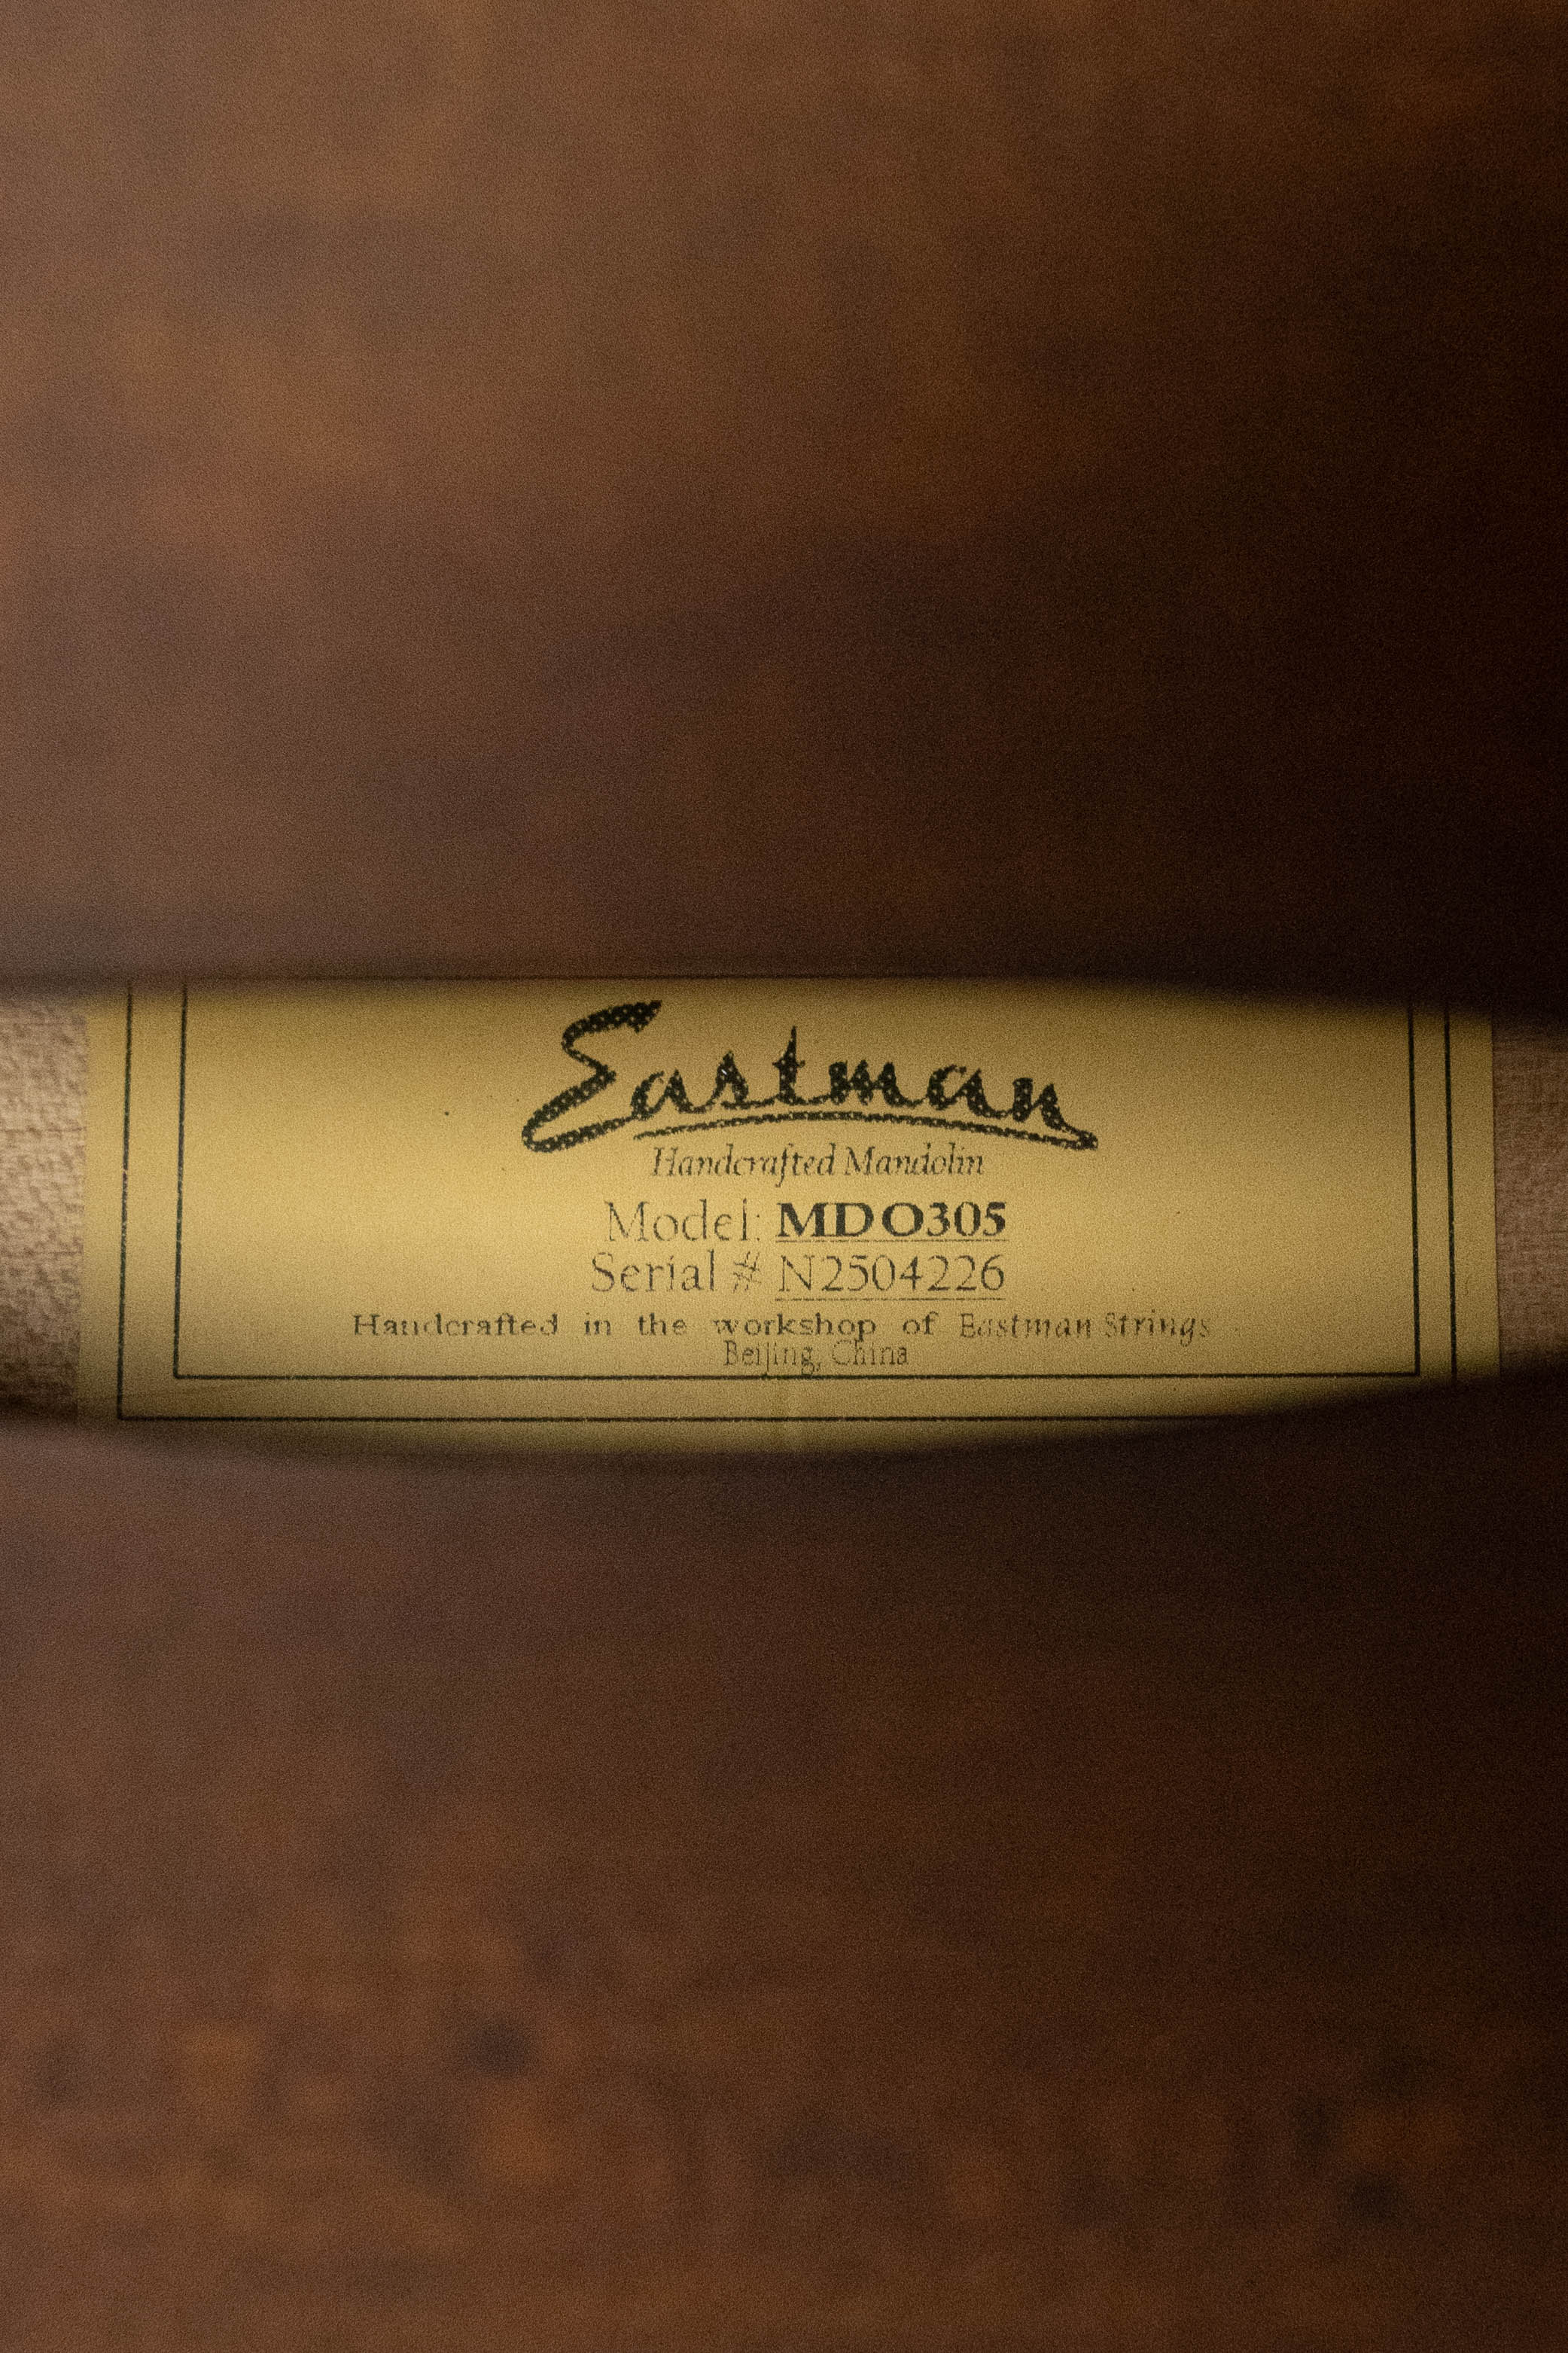 Eastman
Handcrafted Mandolin
Model: MDO305
Serial # N2504226
Handcrafted in the workshop of Eastman Strings
Beijing, China